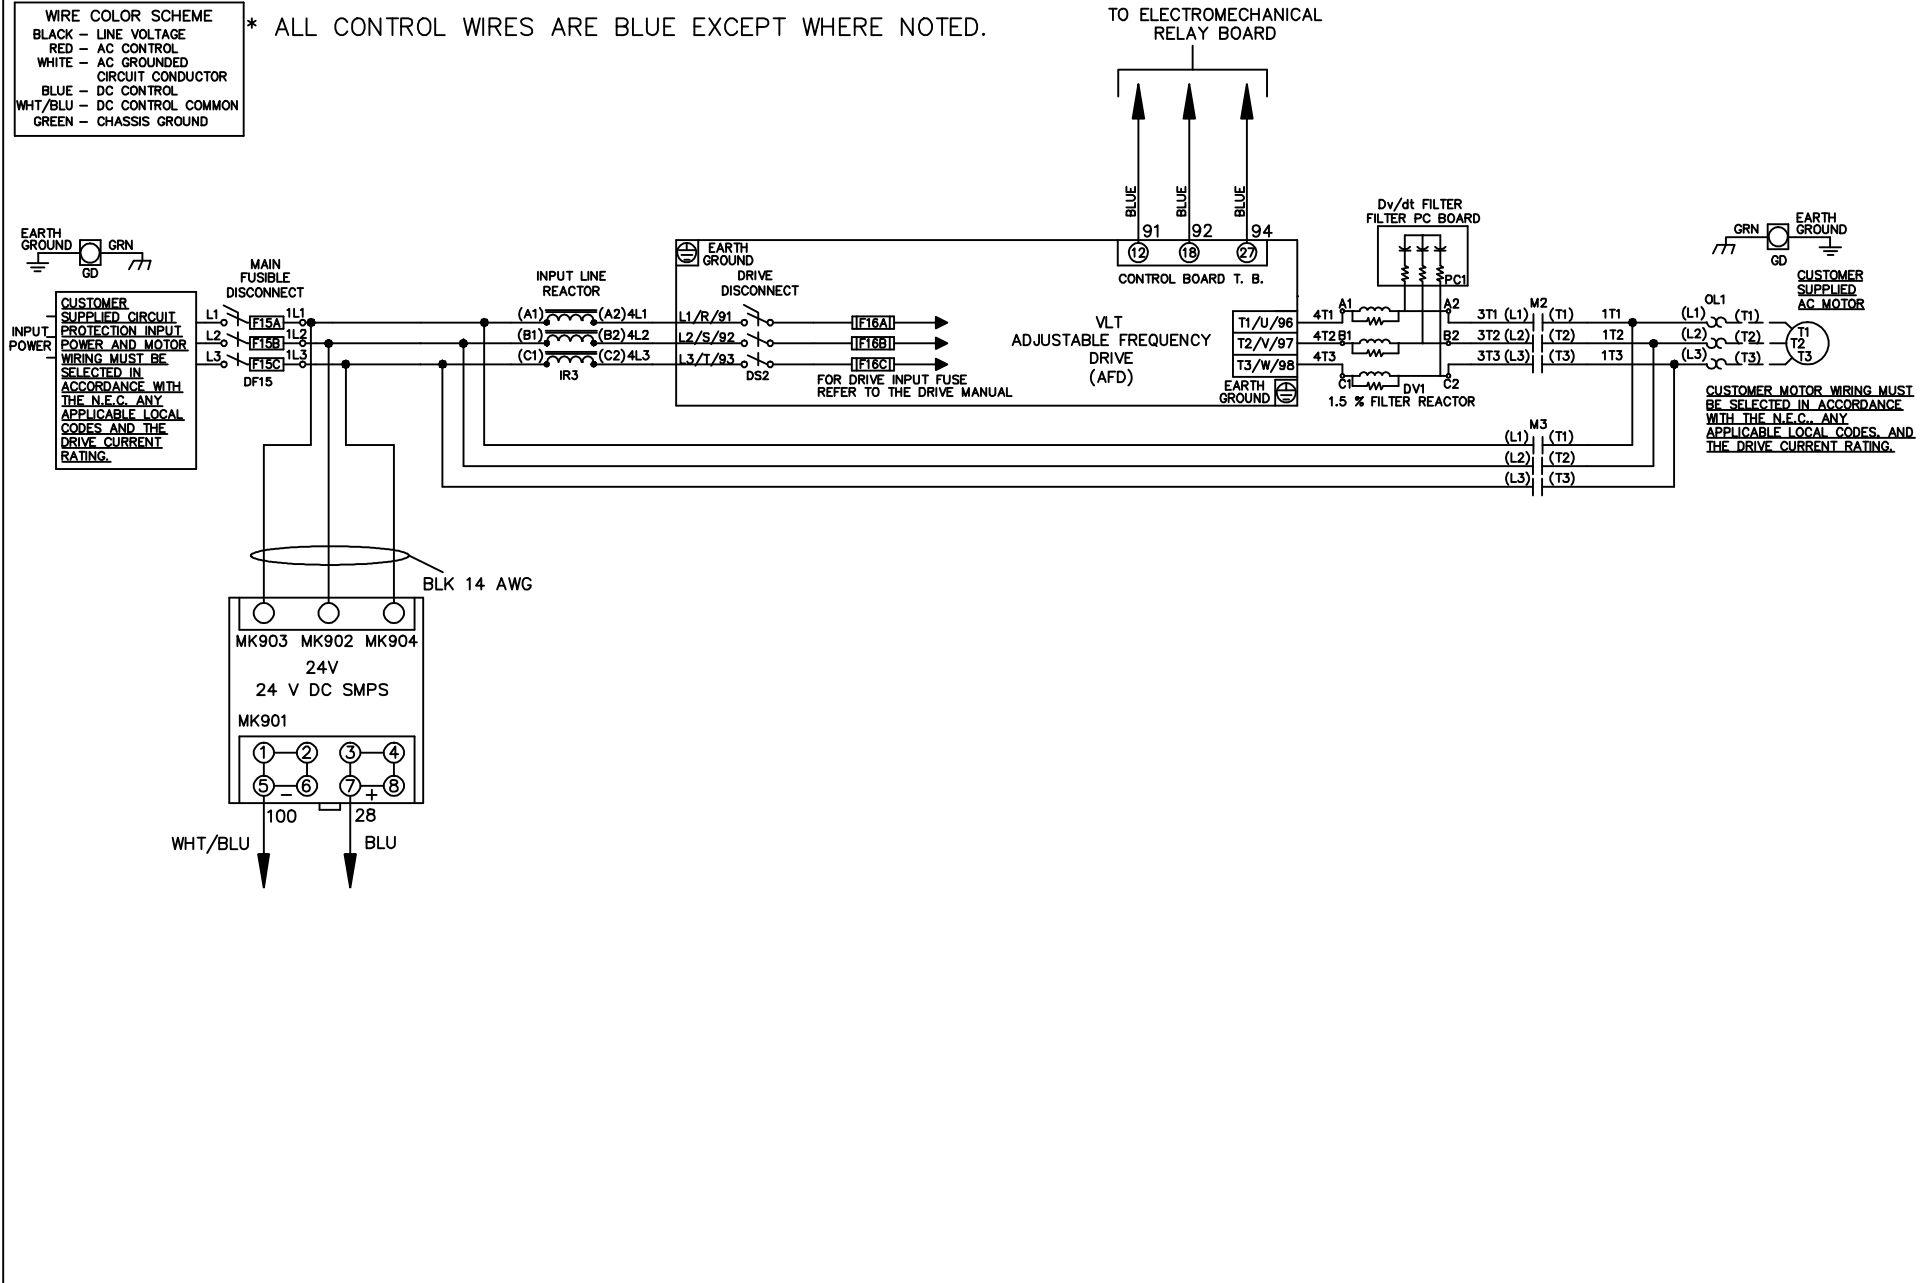 WIRE COLOR SCHEME
BLACK – LINE VOLTAGE
RED – AC CONTROL
WHITE – AC GROUNDED
CIRCUIT CONDUCTOR
BLUE – DC CONTROL
WHT/BLU – DC CONTROL COMMON
GREEN – CHASSIS GROUND
* ALL CONTROL WIRES ARE BLUE EXCEPT WHERE NOTED.
TO ELECTROMECHANICAL
RELAY BOARD
BLUE
BLUE
BLUE
91 92 94
12 18 27
CONTROL BOARD T. B.
EARTH
GROUND
GRN
GD
INPUT
POWER
CUSTOMER
SUPPLIED CIRCUIT
PROTECTION INPUT
POWER AND MOTOR
WIRING MUST BE
SELECTED IN
ACCORDANCE WITH
THE N.E.C. ANY
APPLICABLE LOCAL
CODES AND THE
DRIVE CURRENT
RATING.
MAIN
FUSIBLE
DISCONNECT
L1 F15A 1L1
L2 F15B 1L2
L3 F15C 1L3
DF15
INPUT LINE
REACTOR
(A1) (A2) 4L1
(B1) (B2) 4L2
(C1) (C2) 4L3
IR3
EARTH
GROUND
DRIVE
DISCONNECT
L1/R/91
L2/S/92
L3/T/93
DS2
F16A
F16B
F16C
FOR DRIVE INPUT FUSE
REFER TO THE DRIVE MANUAL
VLT
ADJUSTABLE FREQUENCY
DRIVE
(AFD)
T1/U/96
T2/V/97
T3/W/98
EARTH
GROUND
Dv/dt FILTER
FILTER PC BOARD
PC1
4T1 A1 A2
4T2 B1 B2
4T3 C1 C2
DV1
1.5 % FILTER REACTOR
M2
3T1 (L1) (T1) 1T1
3T2 (L2) (T2) 1T2
3T3 (L3) (T3) 1T3
M3
(L1) (T1)
(L2) (T2)
(L3) (T3)
OL1
(L1) (T1)
(L2) (T2)
(L3) (T3)
T1
T2
T3
GRN
EARTH
GROUND
GD
CUSTOMER
SUPPLIED
AC MOTOR
CUSTOMER MOTOR WIRING MUST
BE SELECTED IN ACCORDANCE
WITH THE N.E.C., ANY
APPLICABLE LOCAL CODES, AND
THE DRIVE CURRENT RATING.
BLK 14 AWG
MK903 MK902 MK904
24V
24 V DC SMPS
MK901
1 2 3 4
5 6 7 8
– +
100 28
WHT/BLU BLU